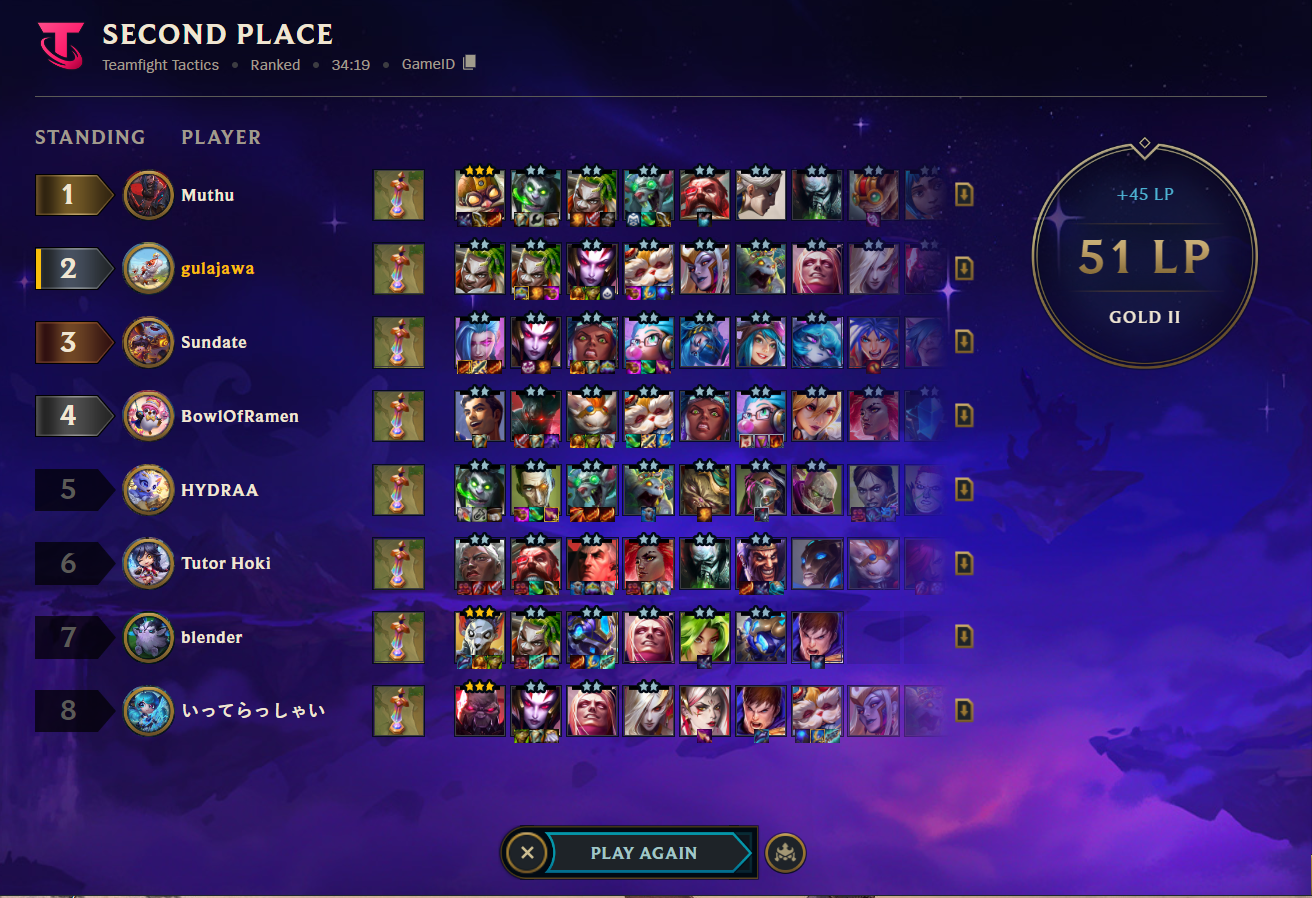 SECOND PLACE
Teamfight Tactics • Ranked • 34:19 • GameID
STANDING PLAYER
1 Muthu
2 gulajawa
3 Sundate
4 BowlOfRamen
5 HYDRAA
6 Tutor Hoki
7 blender
8 いってらっしゃい
+45 LP
51 LP
GOLD II
PLAY AGAIN